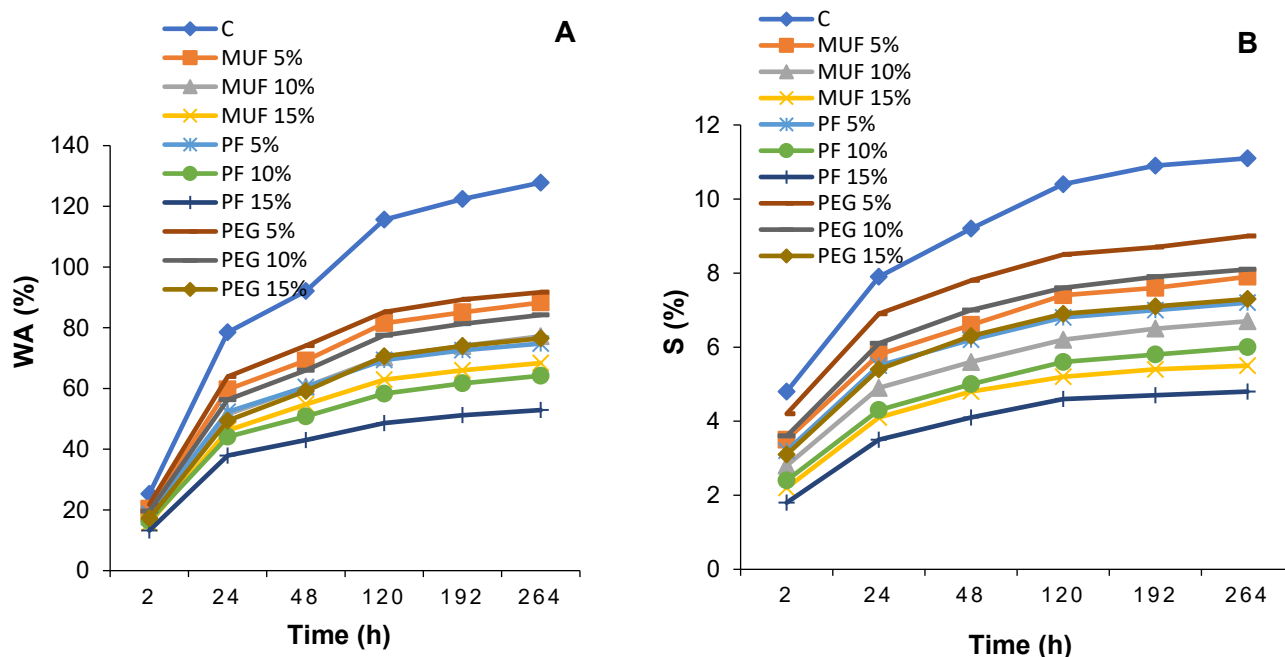 A
C
MUF 5%
MUF 10%
MUF 15%
PF 5%
PF 10%
PF 15%
PEG 5%
PEG 10%
PEG 15%
WA (%)
140
120
100
80
60
40
20
0
2 24 48 120 192 264
Time (h)
B
C
MUF 5%
MUF 10%
MUF 15%
PF 5%
PF 10%
PF 15%
PEG 5%
PEG 10%
PEG 15%
S (%)
12
10
8
6
4
2
0
2 24 48 120 192 264
Time (h)